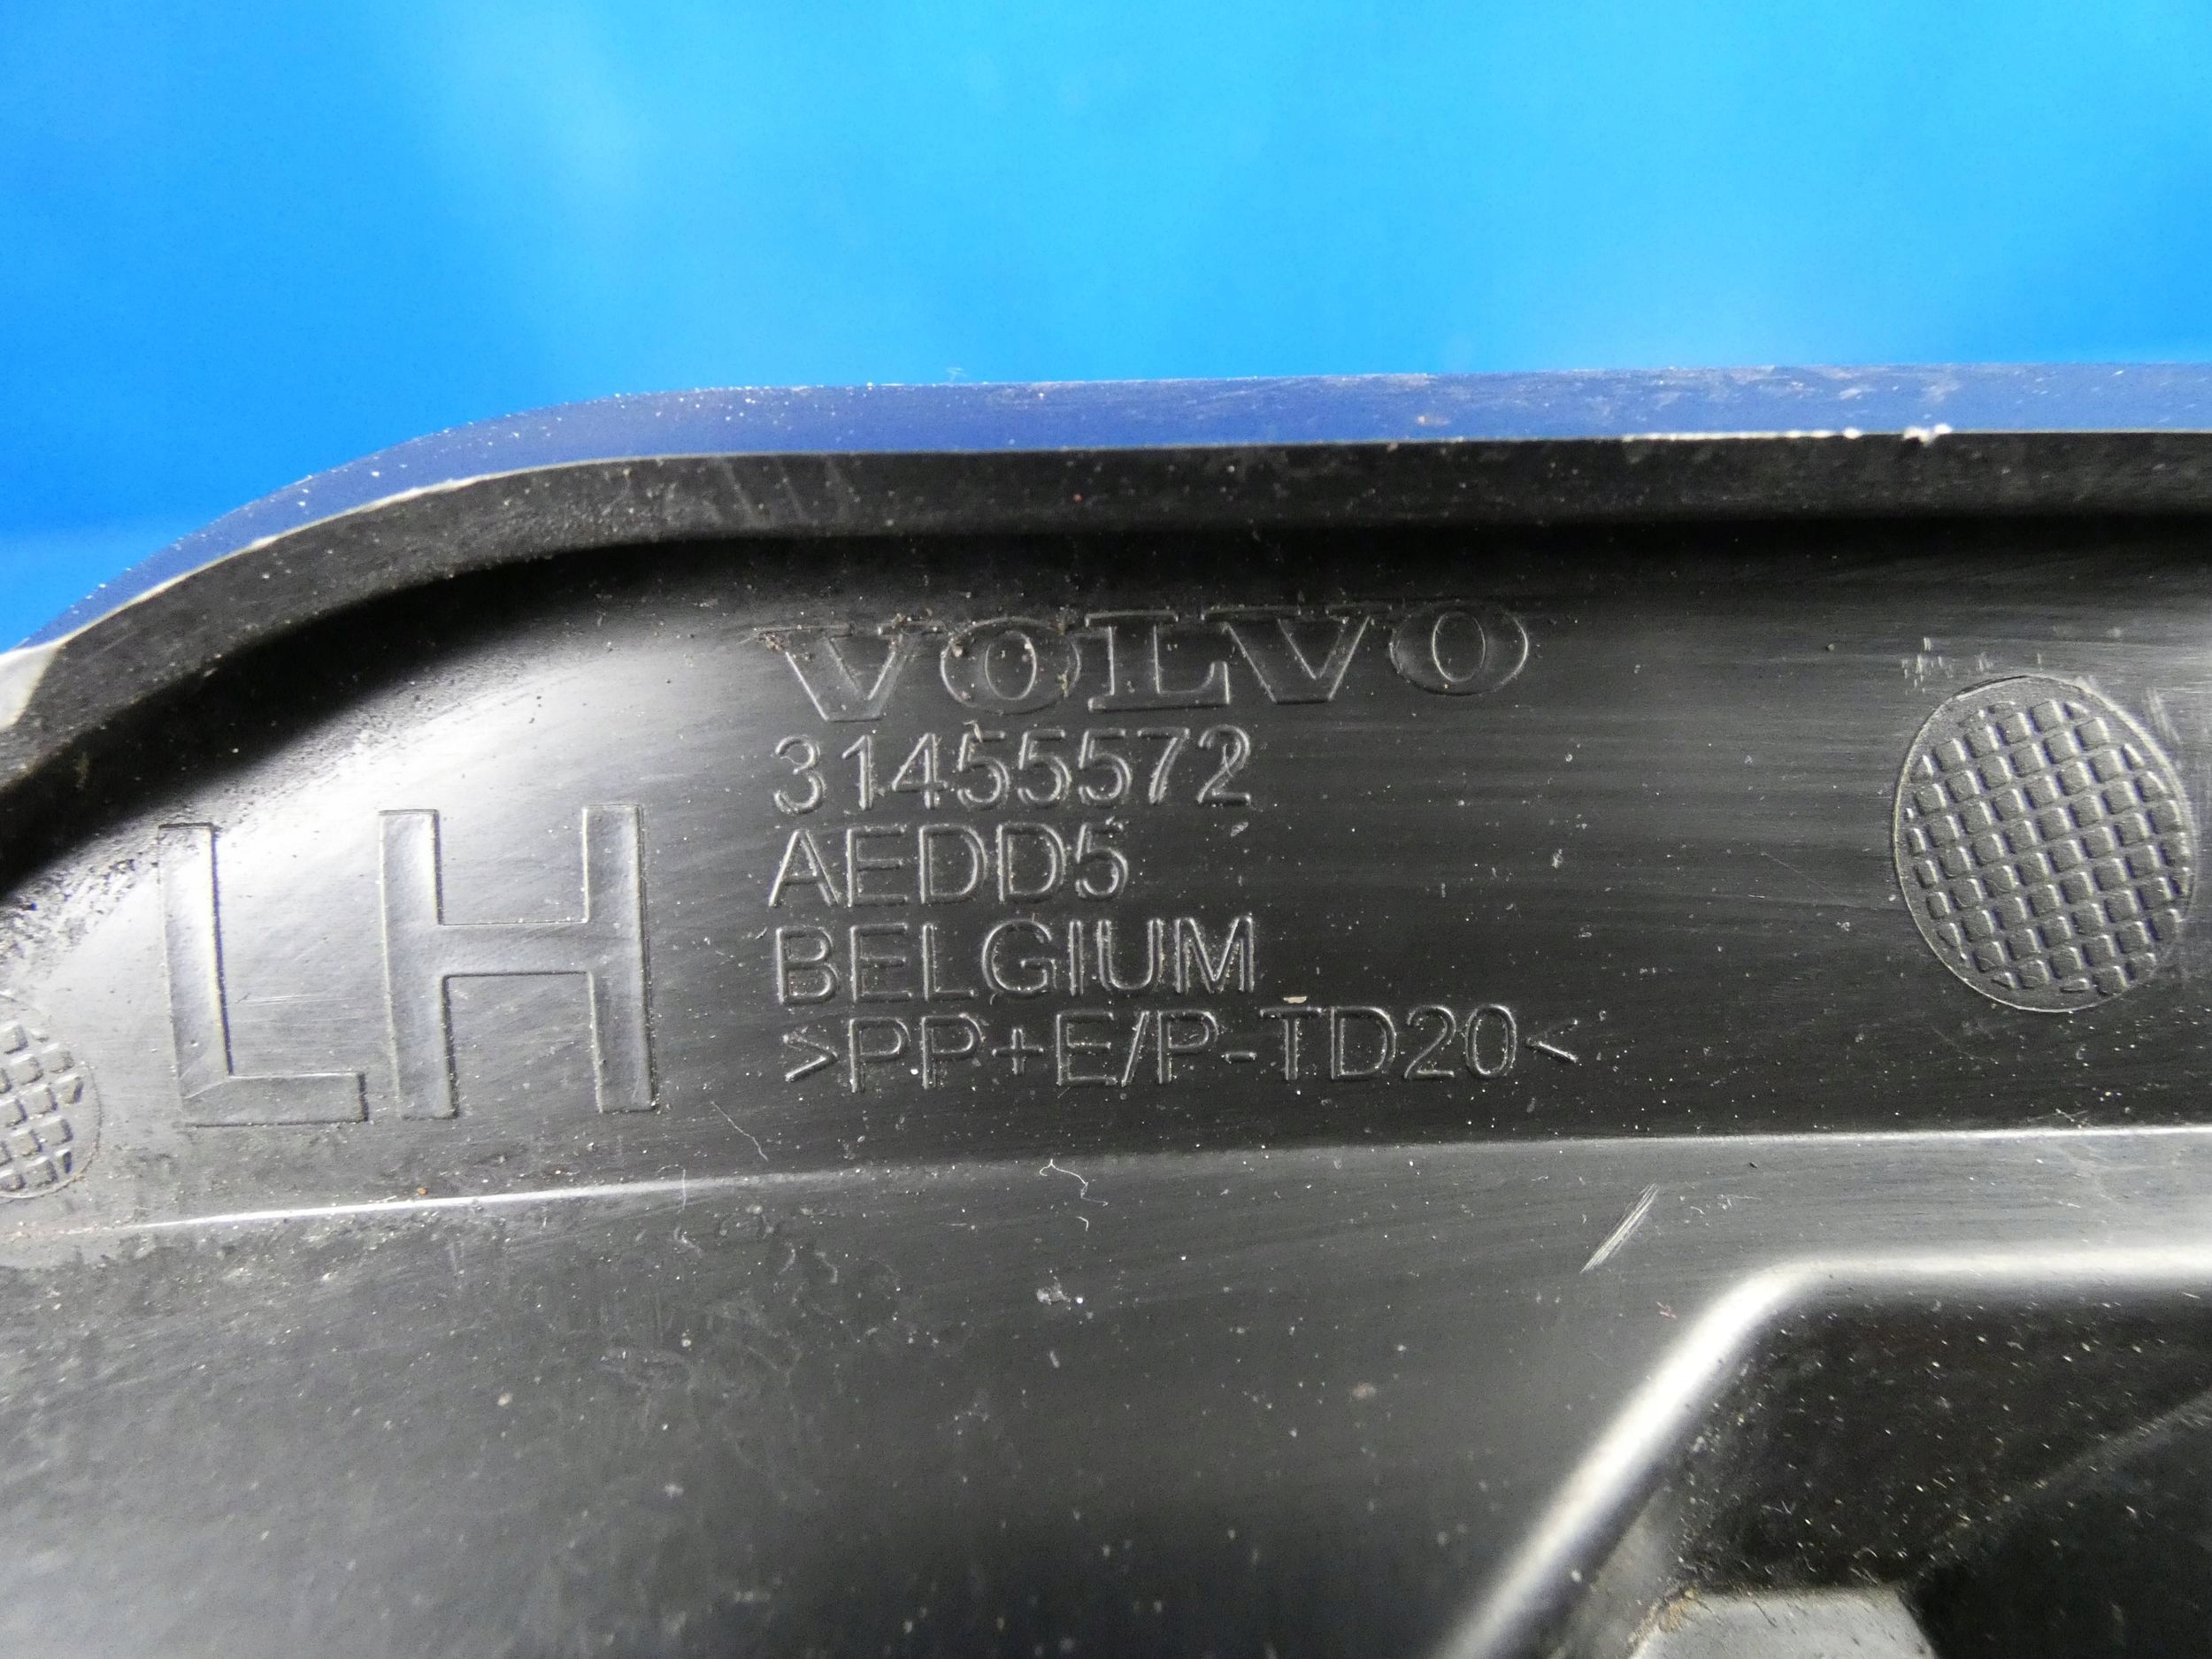 VOLVO
31455572
AEDD5
BELGIUM
>PP+E/P-TD20<
LH